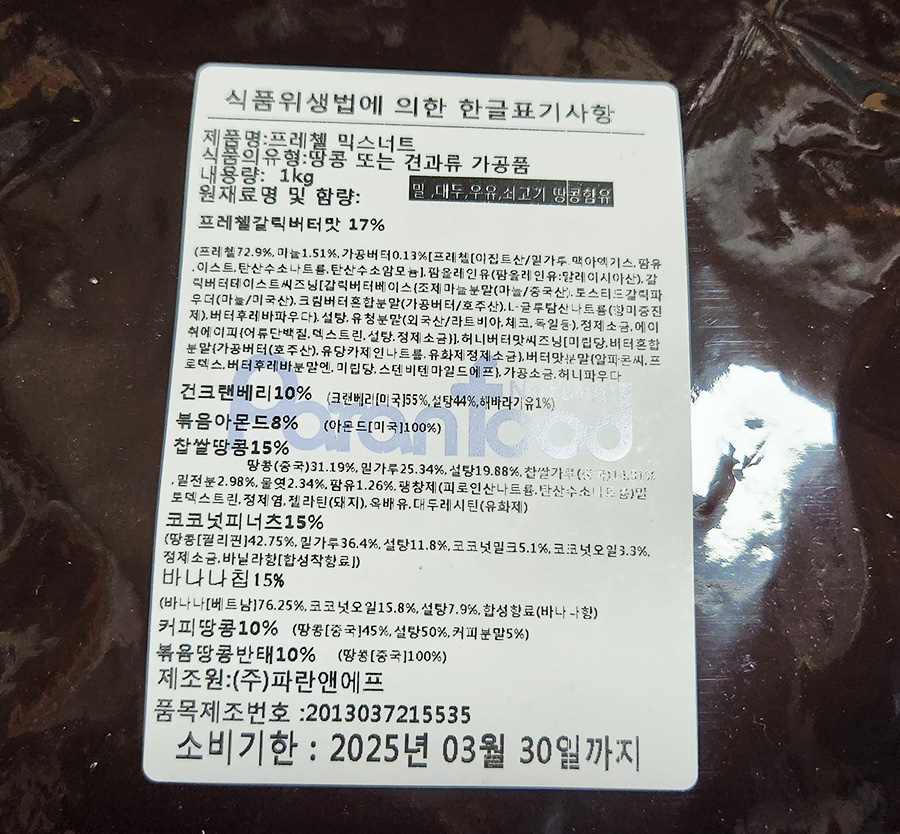 식품위생법에 의한 한글표기사항
제품명:프레첼 믹스너트
식품의유형:땅콩 또는 견과류 가공품
내용량: 1kg
원재료명 및 함량: 밀,대두,우유,쇠고기 땅콩함유
프레첼갈릭버터맛 17%
(프레첼72.9%,마늘1.51%,가공버터0.13%[프레첼[이집트산/밀가루,맥아엑기스,팜유
,이스트,탄산수소나트륨,탄산수소암모늄],팜올레인유(팜올레인유:말레이시아산),갈
릭버터테이스트씨즈닝{갈릭버터베이스{조제마늘분말(마늘/중국산),토스티드갈릭파
우더(마늘/미국산),크림버터혼합분말(가공버터/호주산),L-글루탐산나트륨(향미증진
제),버터후레바파우다},설탕,유청분말(외국산/라트비아,체코,독일등),정제소금,에이
취에이피(어류단백질,덱스트린,설탕,정제소금)],허니버터맛씨즈닝[미립당,버터혼합
분말{가공버터(호주산),유당카제인나트륨,유화제정제소금},버터맛분말{알파콘씨,프
로덱스,버터후레바분말엔,미립당,스텐비텐마일드에프},가공소금,허니파우다
건크랜베리10% (크랜베리[미국]55%,설탕44%,해바라기유1%)
Natural
Paranfood
볶음아몬드8% (아몬드[미국]100%)
찹쌀땅콩15%
땅콩(중국)31.19%,밀가루25.34%,설탕19.88%,찹쌀가루
,밀전분2.98%,물엿2.34%,팜유1.26%,팽창제(피로인산나트륨,탄산수소나트륨)말
토덱스트린,정제염,젤라틴(돼지),옥배유,대두레시틴(유화제)
코코넛피너츠15%
(땅콩[필리핀]42.75%,밀가루36.4%,설탕11.8%,코코넛밀크5.1%,코코넛오일3.3%,
정제소금,바닐라향[합성착향료])
바나나칩15%
(바나나[베트남]76.25%,코코넛오일15.8%,설탕7.9%,합성향료(바나나향)
커피땅콩10% (땅콩[중국]45%,설탕50%,커피분말5%)
볶음땅콩반태10% (땅콩[중국]100%)
제조원:(주)파란앤에프
품목제조번호 :2013037215535
소비기한 : 2025년 03월 30일까지